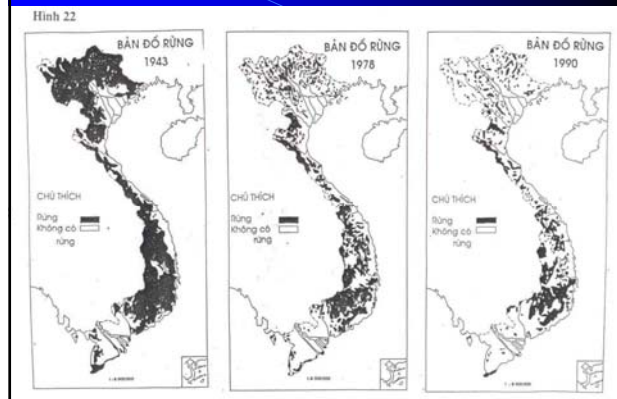 Hình 22
BẢN ĐỒ RỪNG
1943
CHÚ THÍCH
Rừng
Không có
rừng
BẢN ĐỒ RỪNG
1978
CHÚ THÍCH
Rừng
Không có
rừng
BẢN ĐỒ RỪNG
1990
CHÚ THÍCH
Rừng
Không có
rừng